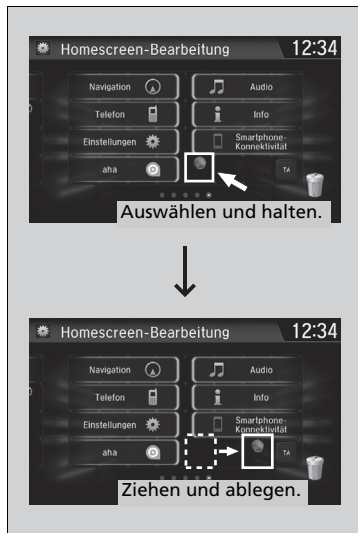 Homescreen-Bearbeitung 12:34
Navigation Audio
Telefon Info
Einstellungen Smartphone-
Konnektivität
aha TA
Auswählen und halten.
Homescreen-Bearbeitung 12:34
Navigation Audio
Telefon Info
Einstellungen Smartphone-
Konnektivität
aha TA
Ziehen und ablegen.